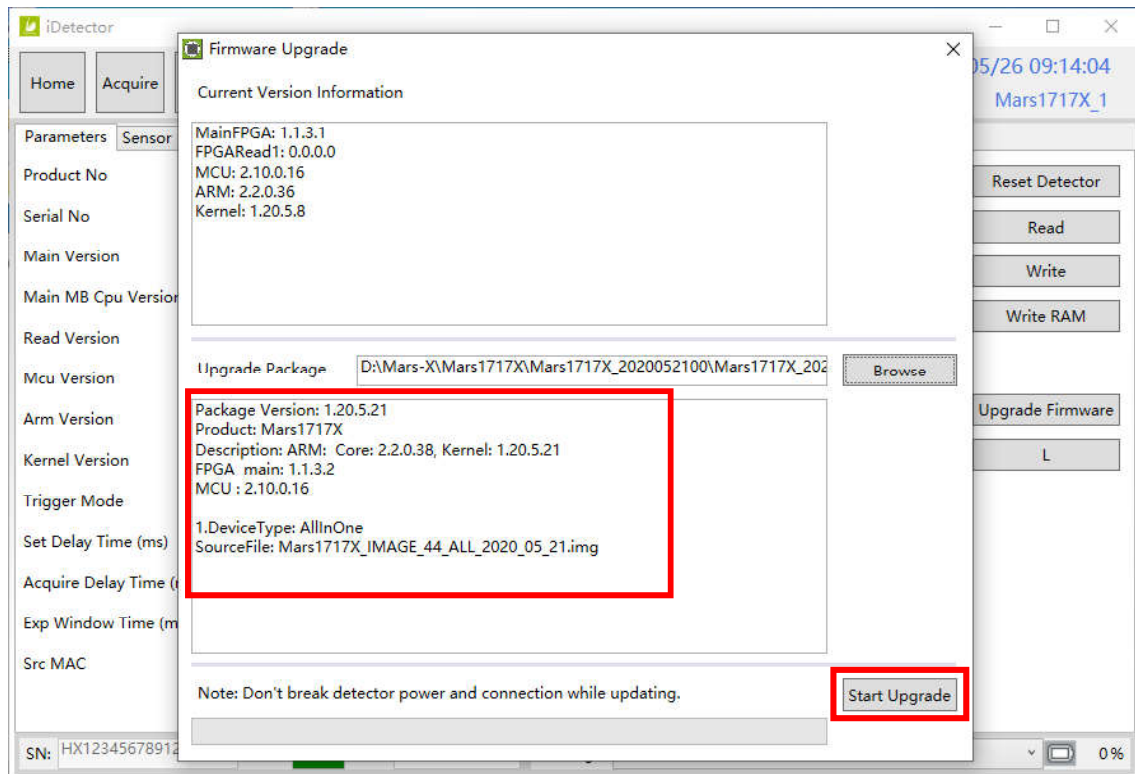 iDetector
Firmware Upgrade
Home
Acquire
05/26 09:14:04
Mars1717X_1
Current Version Information
Parameters
Sensor
MainFPGA: 1.1.3.1
FPGARead1: 0.0.0.0
MCU: 2.10.0.16
ARM: 2.2.0.36
Kernel: 1.20.5.8
Product No
Serial No
Main Version
Main MB Cpu Version
Read Version
Mcu Version
Arm Version
Kernel Version
Trigger Mode
Set Delay Time (ms)
Acquire Delay Time (
Exp Window Time (m
Src MAC
Reset Detector
Read
Write
Write RAM
Upgrade Firmware
L
Upgrade Package
D:\Mars-X\Mars1717X\Mars1717X_2020052100\Mars1717X_202
Browse
Package Version: 1.20.5.21
Product: Mars1717X
Description: ARM: Core: 2.2.0.38, Kernel: 1.20.5.21
FPGA main: 1.1.3.2
MCU : 2.10.0.16
1.DeviceType: AllInOne
SourceFile: Mars1717X_IMAGE_44_ALL_2020_05_21.img
Note: Don't break detector power and connection while updating.
Start Upgrade
SN: HX12345678912
0%